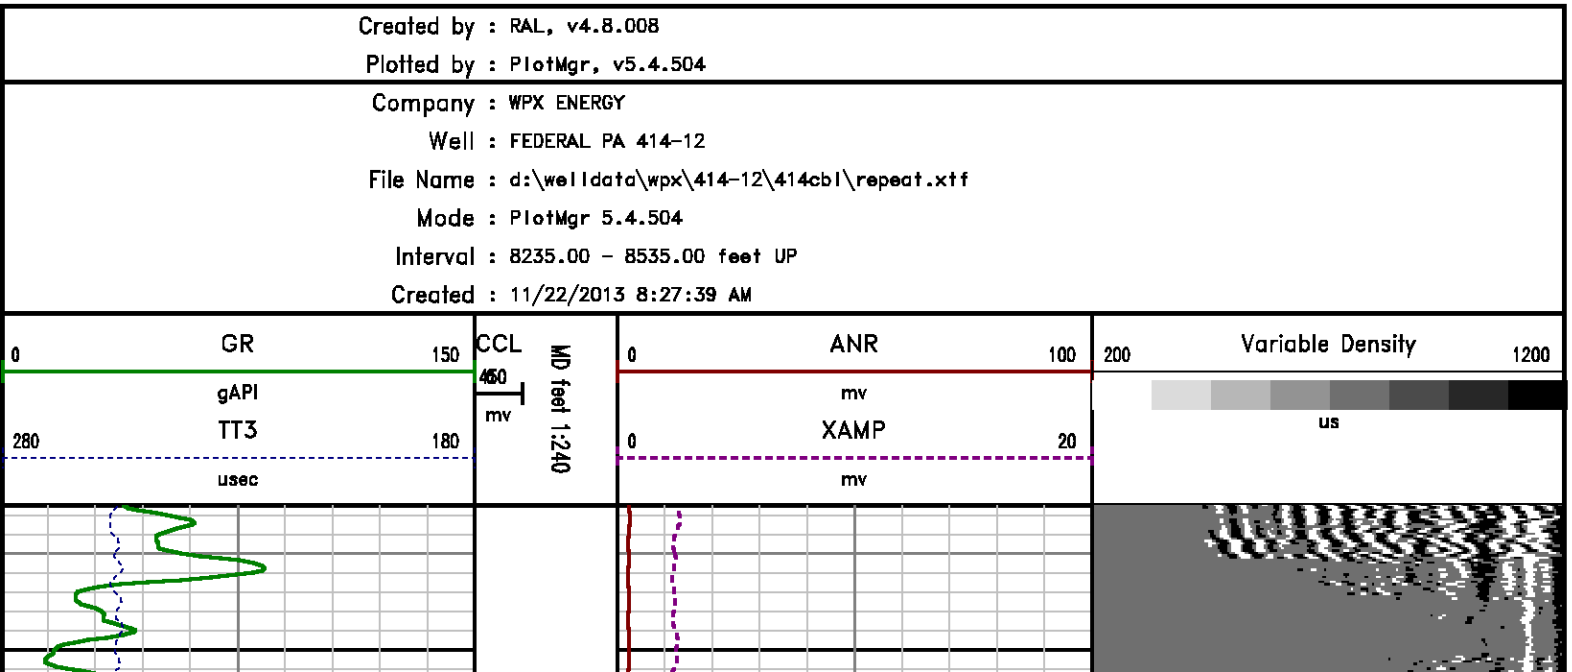 Created by : RAL, v4.8.008
Plotted by : PlotMgr, v5.4.504
Company : WPX ENERGY
Well : FEDERAL PA 414-12
File Name : d:\welldata\wpx\414-12\414cbl\repeat.xtf
Mode : PlotMgr 5.4.504
Interval : 8235.00 - 8535.00 feet UP
Created : 11/22/2013 8:27:39 AM
0 GR 150
gAPI
280 TT3 180
usec
CCL
mv
MD feet 1:240
0 ANR 100
mv
0 XAMP 20
mv
200 Variable Density 1200
us